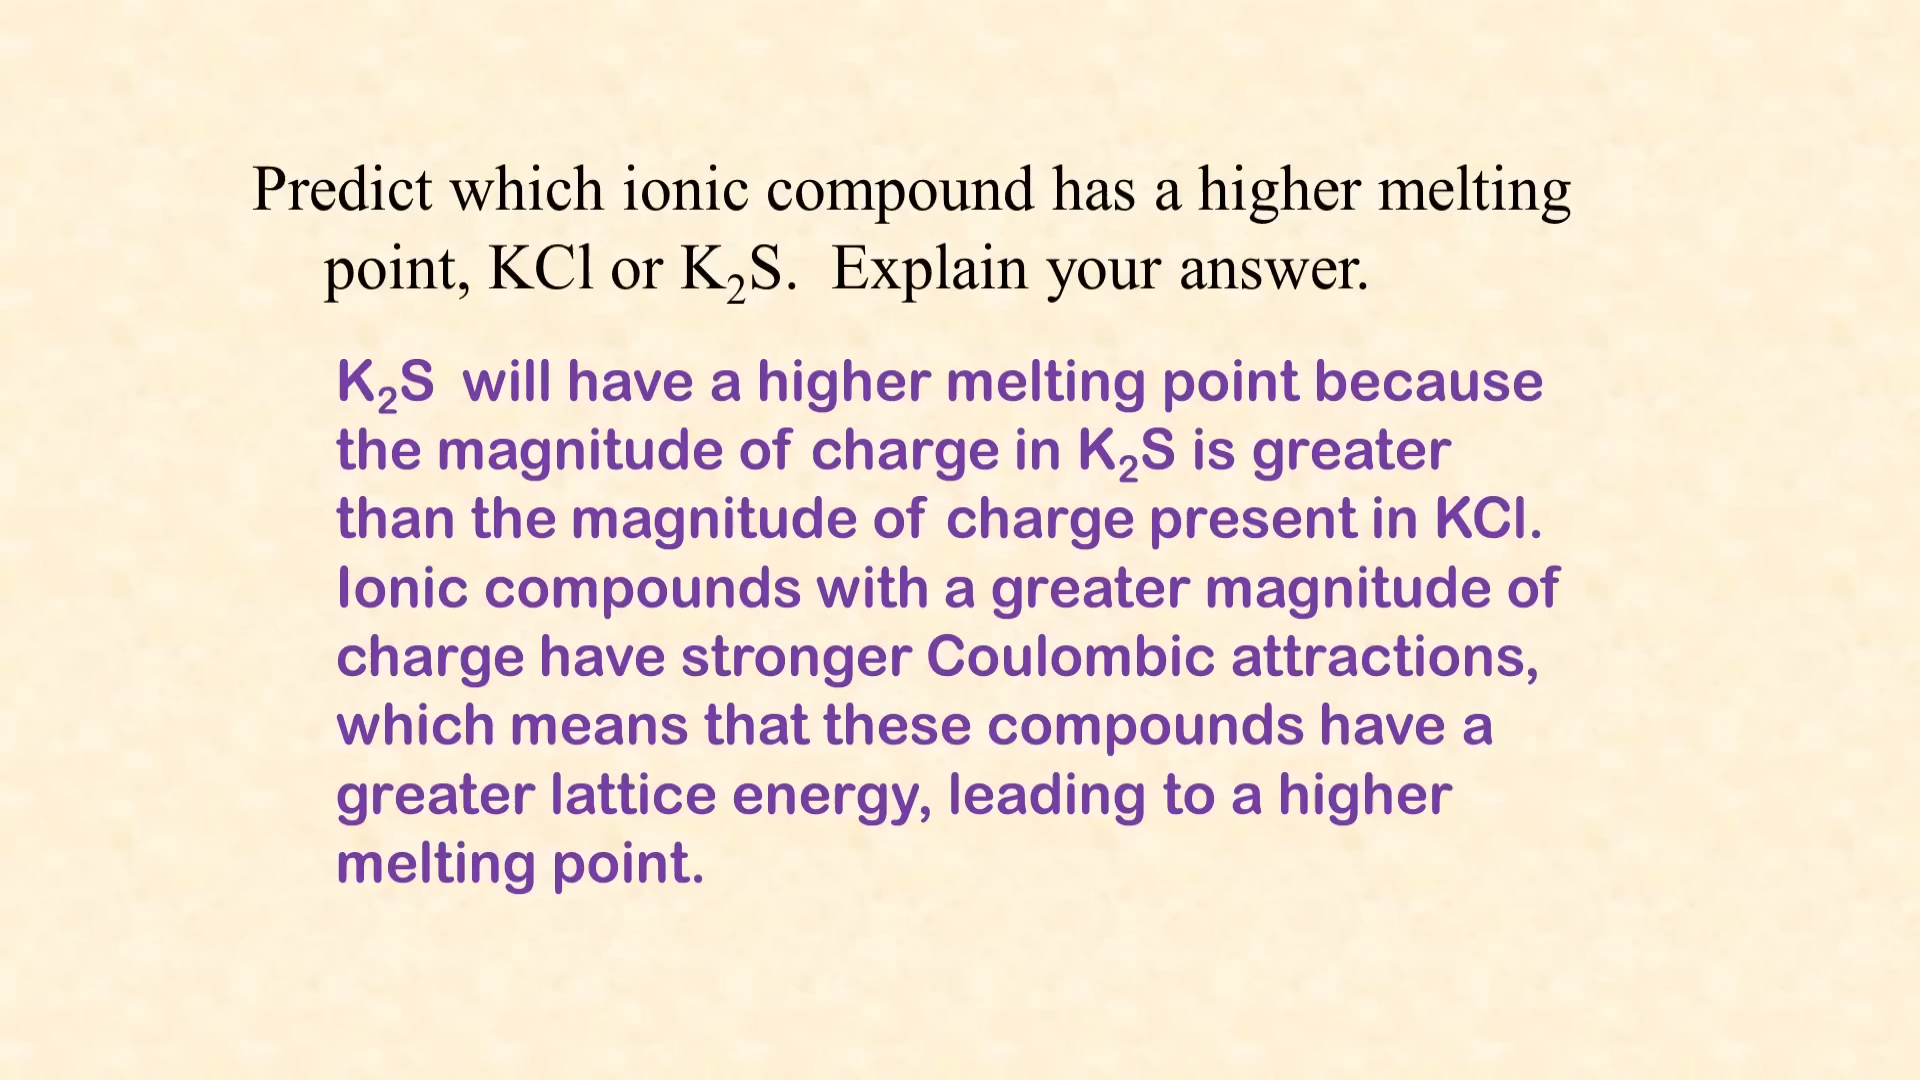 Predict which ionic compound has a higher melting
point, KCl or K₂S. Explain your answer.
K₂S will have a higher melting point because
the magnitude of charge in K₂S is greater
than the magnitude of charge present in KCl.
Ionic compounds with a greater magnitude of
charge have stronger Coulombic attractions,
which means that these compounds have a
greater lattice energy, leading to a higher
melting point.